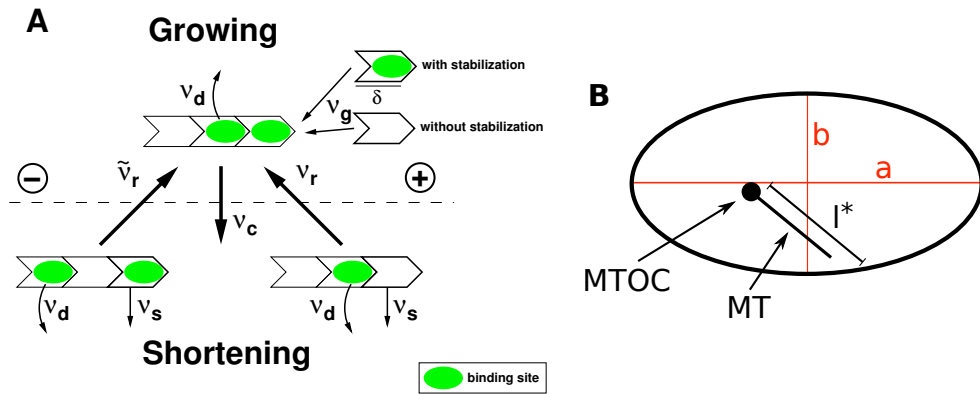 A
Growing
with stabilization
δ
ν_d
ν_g
without stabilization
−
ν̃_r
ν_r
+
ν_c
ν_d
ν_s
ν_d
ν_s
Shortening
binding site
B
b
a
l*
MTOC
MT